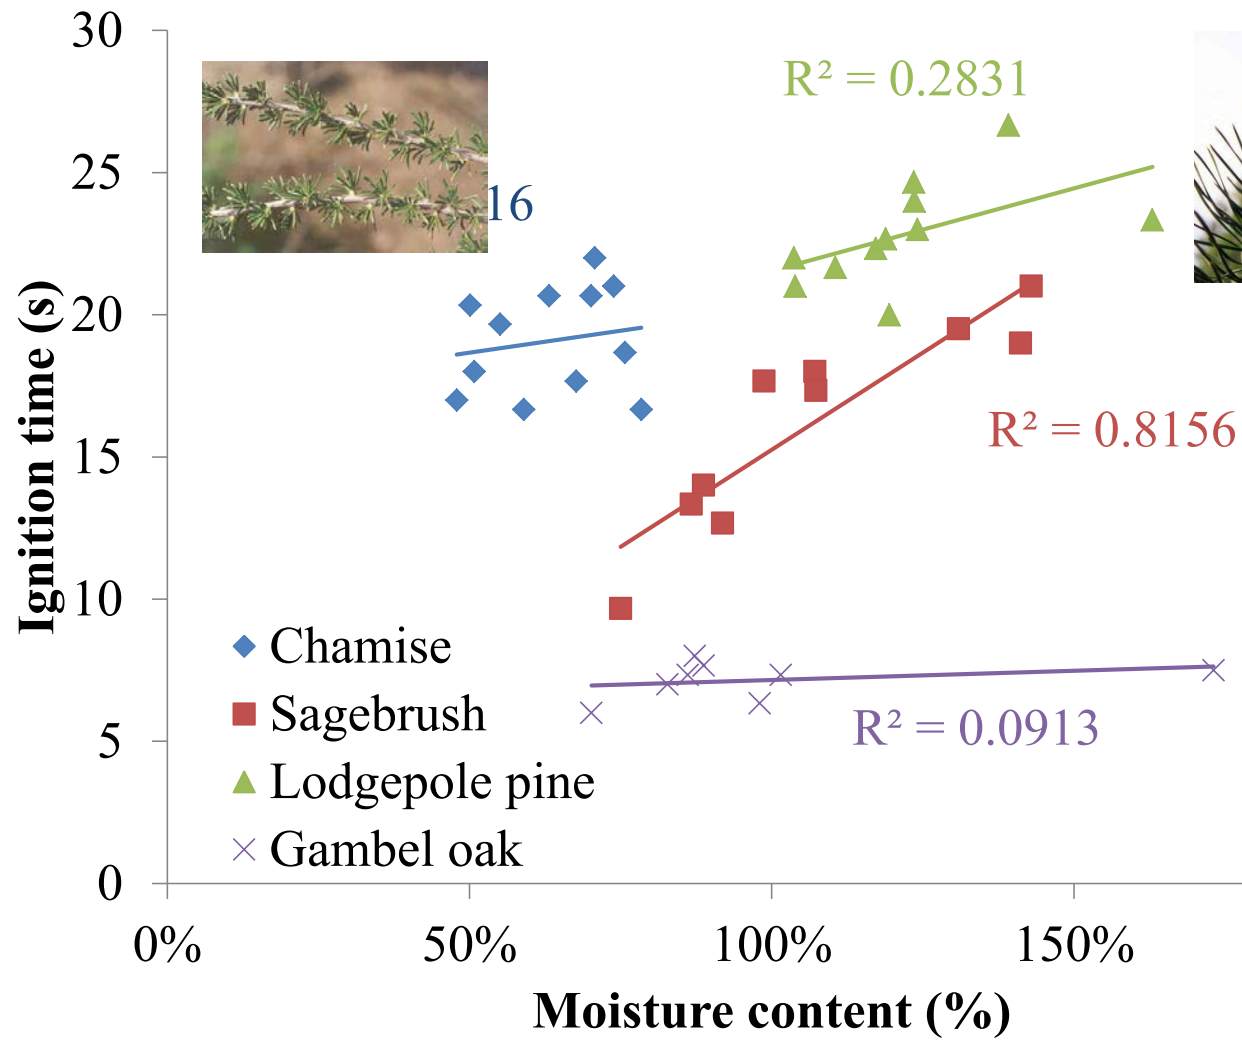 30
R² = 0.2831
25
16
20
Ignition time (s)
R² = 0.8156
15
10
Chamise
Sagebrush
R² = 0.0913
5
Lodgepole pine
Gambel oak
0
0% 50% 100% 150%
Moisture content (%)